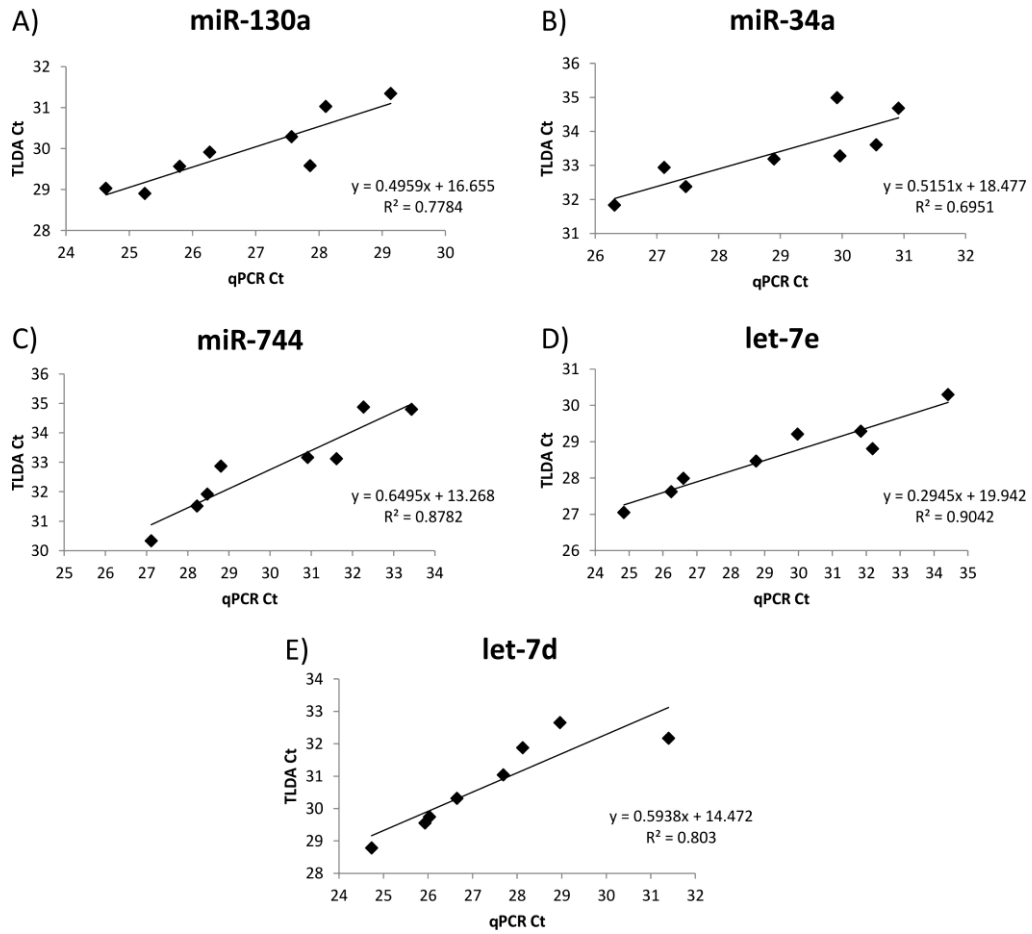 A)
miR-130a
32
31
30
29
28
TLDA Ct
24 25 26 27 28 29 30
qPCR Ct
y = 0.4959x + 16.655
R² = 0.7784
B)
miR-34a
36
35
34
33
32
31
TLDA Ct
26 27 28 29 30 31 32
qPCR Ct
y = 0.5151x + 18.477
R² = 0.6951
C)
miR-744
36
35
34
33
32
31
30
TLDA Ct
25 26 27 28 29 30 31 32 33 34
qPCR Ct
y = 0.6495x + 13.268
R² = 0.8782
D)
let-7e
31
30
29
28
27
26
TLDA Ct
24 25 26 27 28 29 30 31 32 33 34 35
qPCR Ct
y = 0.2945x + 19.942
R² = 0.9042
E)
let-7d
34
33
32
31
30
29
28
TLDA Ct
24 25 26 27 28 29 30 31 32
qPCR Ct
y = 0.5938x + 14.472
R² = 0.803